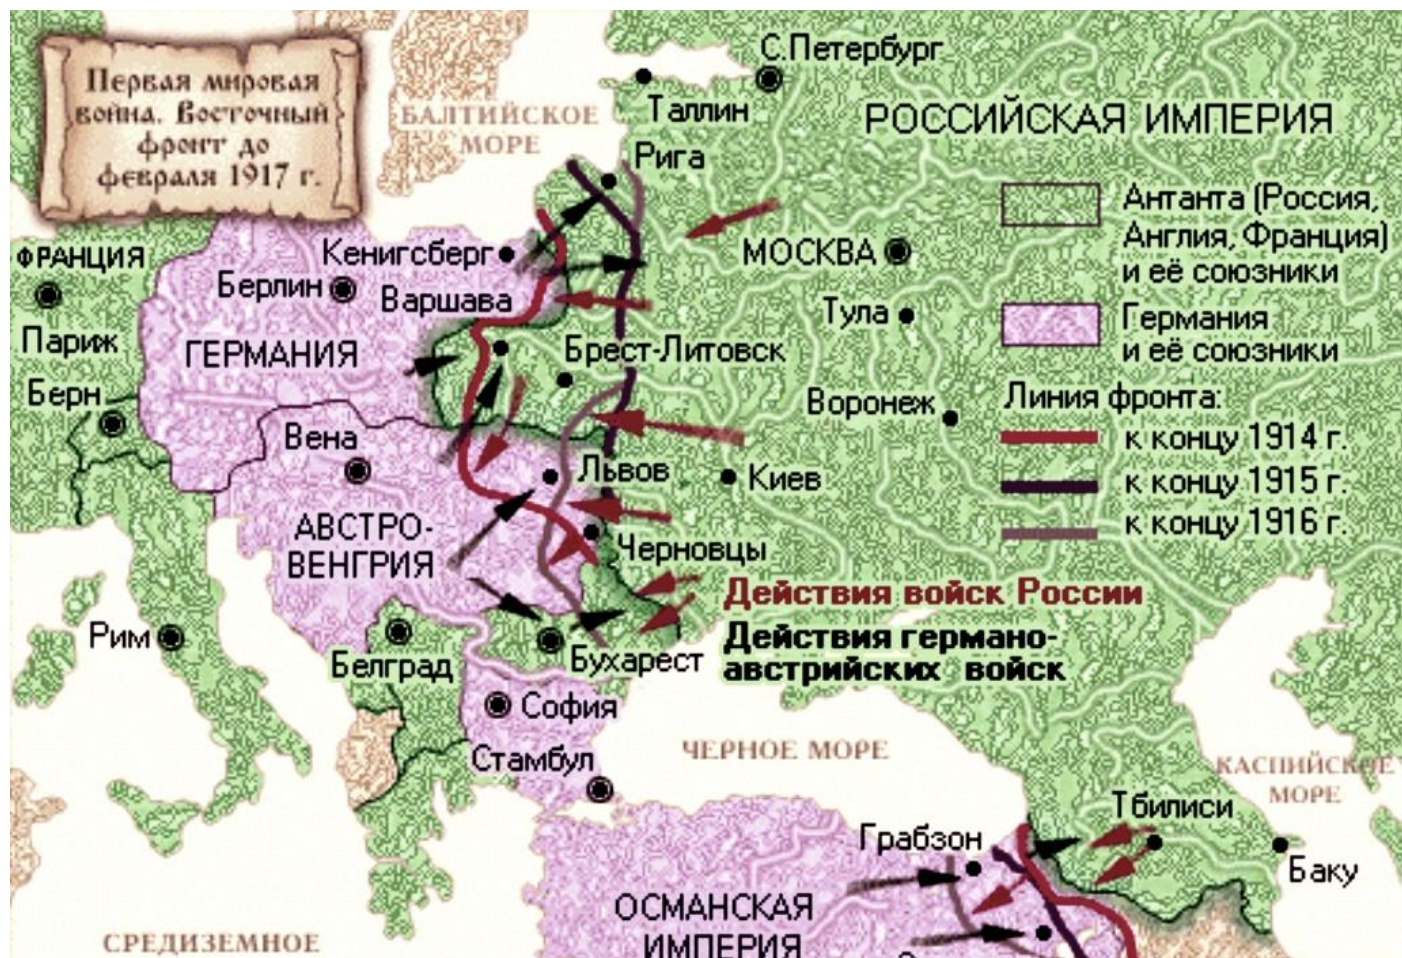 Первая мировая
война. Восточный
фронт до
февраля 1917 г.
С.Петербург
Таллин
БАЛТИЙСКОЕ
МОРЕ
РОССИЙСКАЯ ИМПЕРИЯ
Рига
Антанта (Россия,
Англия, Франция)
и её союзники
ФРАНЦИЯ
Кенигсберг
МОСКВА
Берлин
Варшава
Париж
ГЕРМАНИЯ
Тула
Германия
и её союзники
Брест-Литовск
Берн
Воронеж
Линия фронта:
к концу 1914 г.
Вена
Львов
Киев
к концу 1915 г.
к концу 1916 г.
АВСТРО-
ВЕНГРИЯ
Черновцы
Действия войск России
Рим
Белград
Бухарест
Действия германо-
австрийских войск
София
Стамбул
ЧЕРНОЕ МОРЕ
КАСПИЙСКОЕ
МОРЕ
Тбилиси
Грабзон
Баку
ОСМАНСКАЯ
ИМПЕРИЯ
СРЕДИЗЕМНОЕ